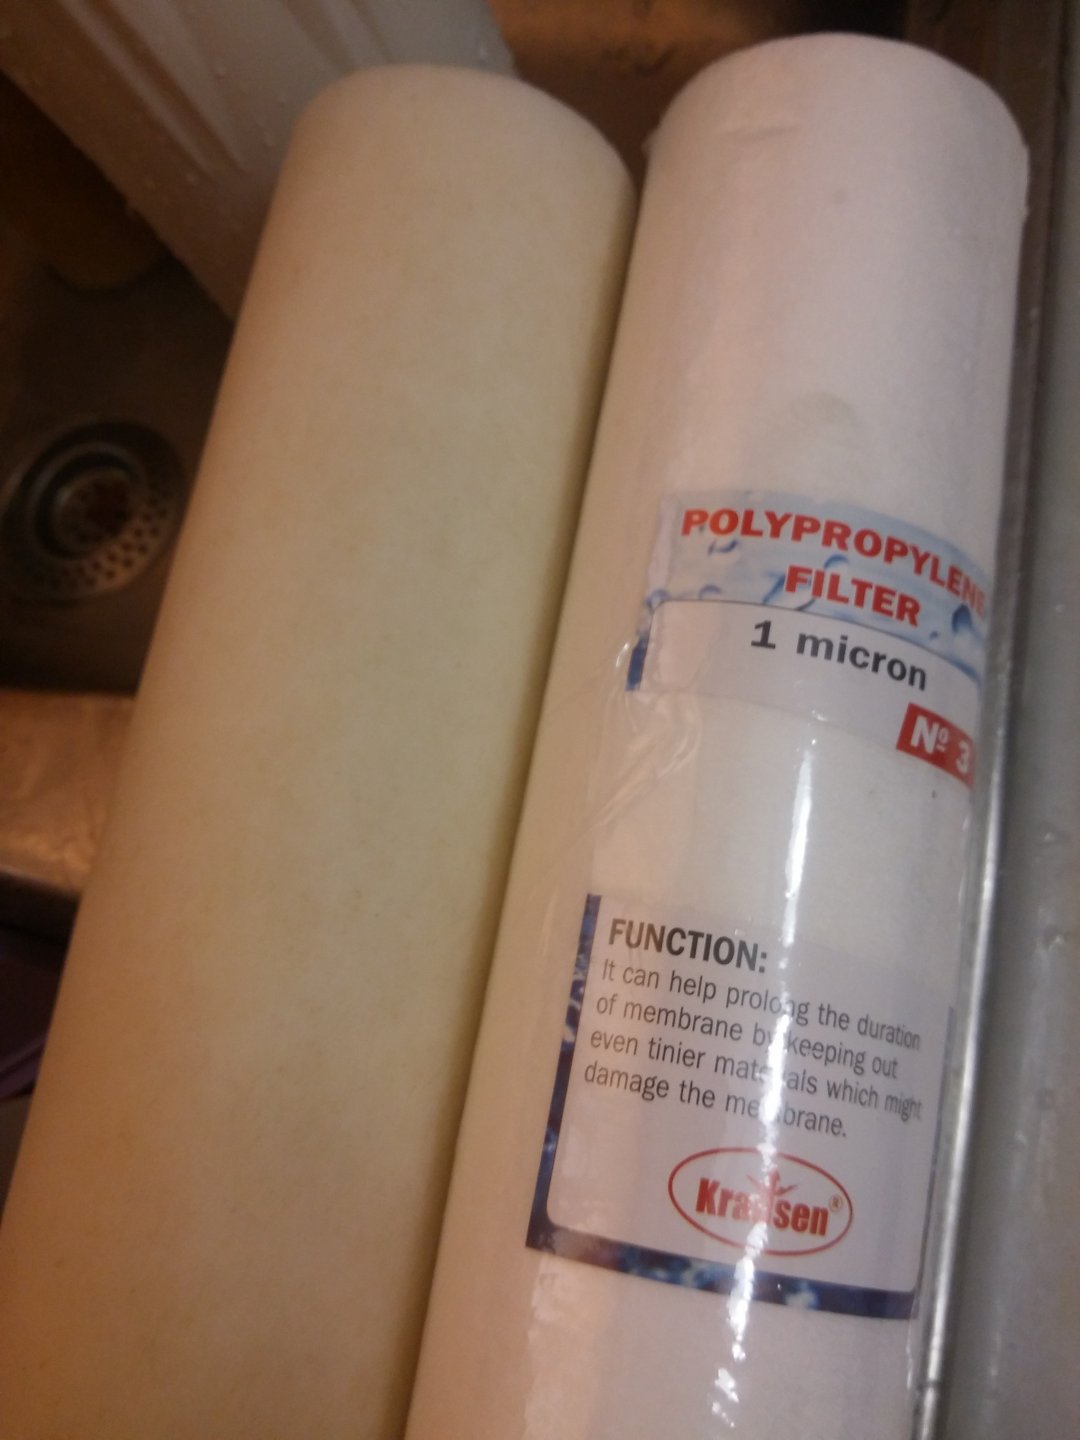 POLYPROPYLENE
FILTER
1 micron
Nº 3
FUNCTION:
It can help prolong the duration
of membrane by keeping out
even tinier materials which might
damage the membrane.
Krausen®